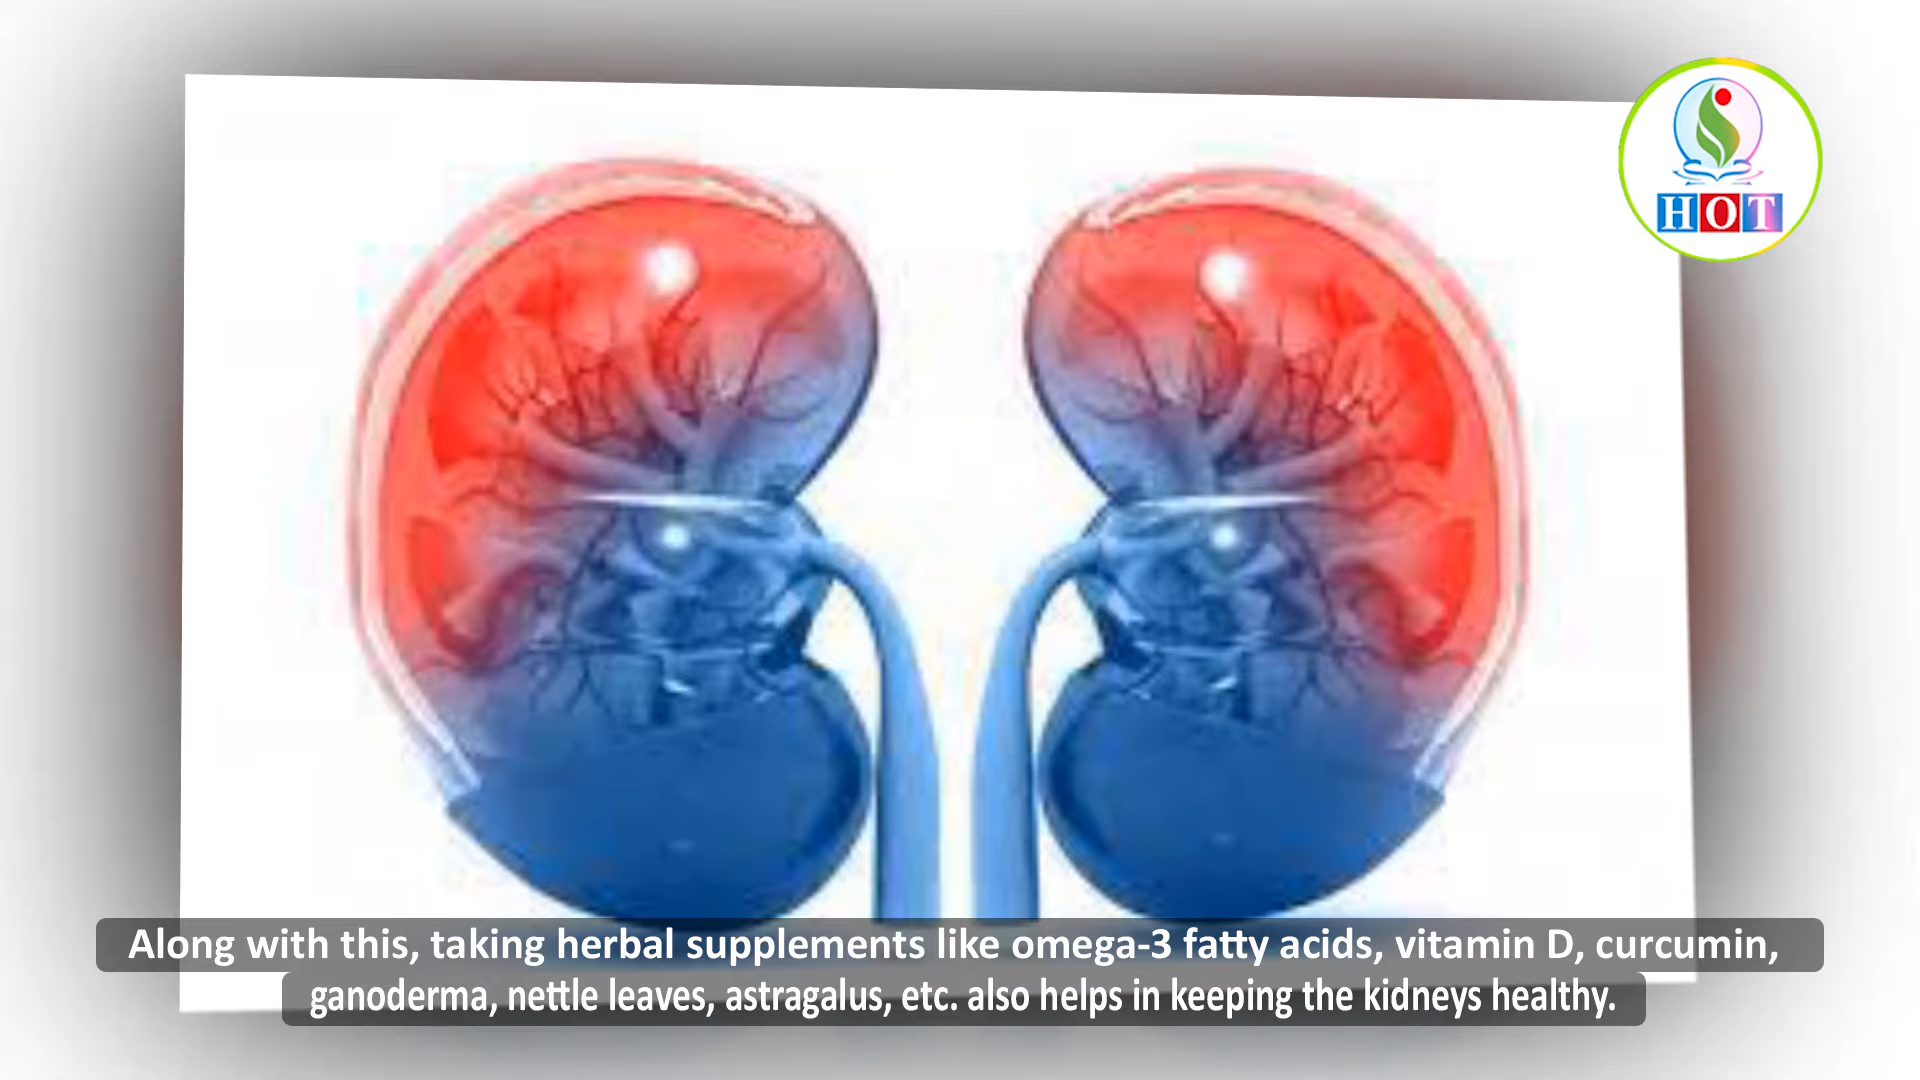 HOT
Along with this, taking herbal supplements like omega-3 fatty acids, vitamin D, curcumin,
ganoderma, nettle leaves, astragalus, etc. also helps in keeping the kidneys healthy.